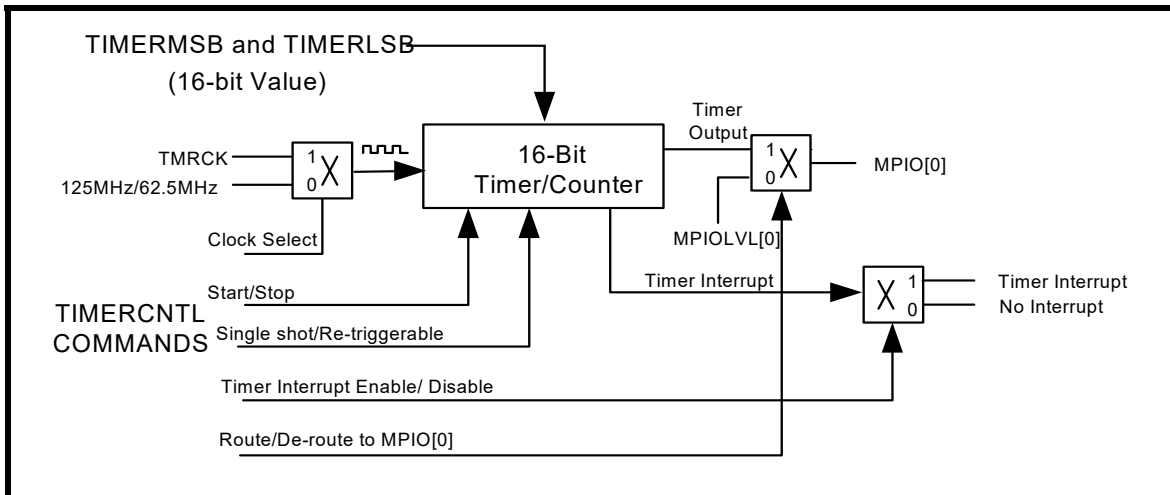 TIMERMSB and TIMERLSB
(16-bit Value)
Timer
Output
16-Bit
Timer/Counter
TMRCK
1
X
125MHz/62.5MHz
0
1
X
0
MPIO[0]
Clock Select
MPIOLVL[0]
Timer Interrupt
X
1
Timer Interrupt
0
No Interrupt
Start/Stop
TIMERCNTL
COMMANDS
Single shot/Re-triggerable
Timer Interrupt Enable/ Disable
Route/De-route to MPIO[0]